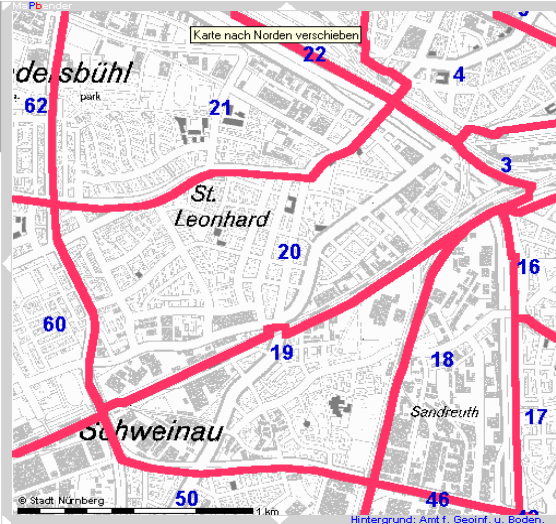 MaPbender
Karte nach Norden verschieben
22
dersbühl
park
4
62
21
3
St.
Leonhard
20
16
60
19
18
Sandreuth
17
Schweinau
© Stadt Nürnberg
50
46
1 km
Hintergrund: Amt f. Geoinf. u. Boden